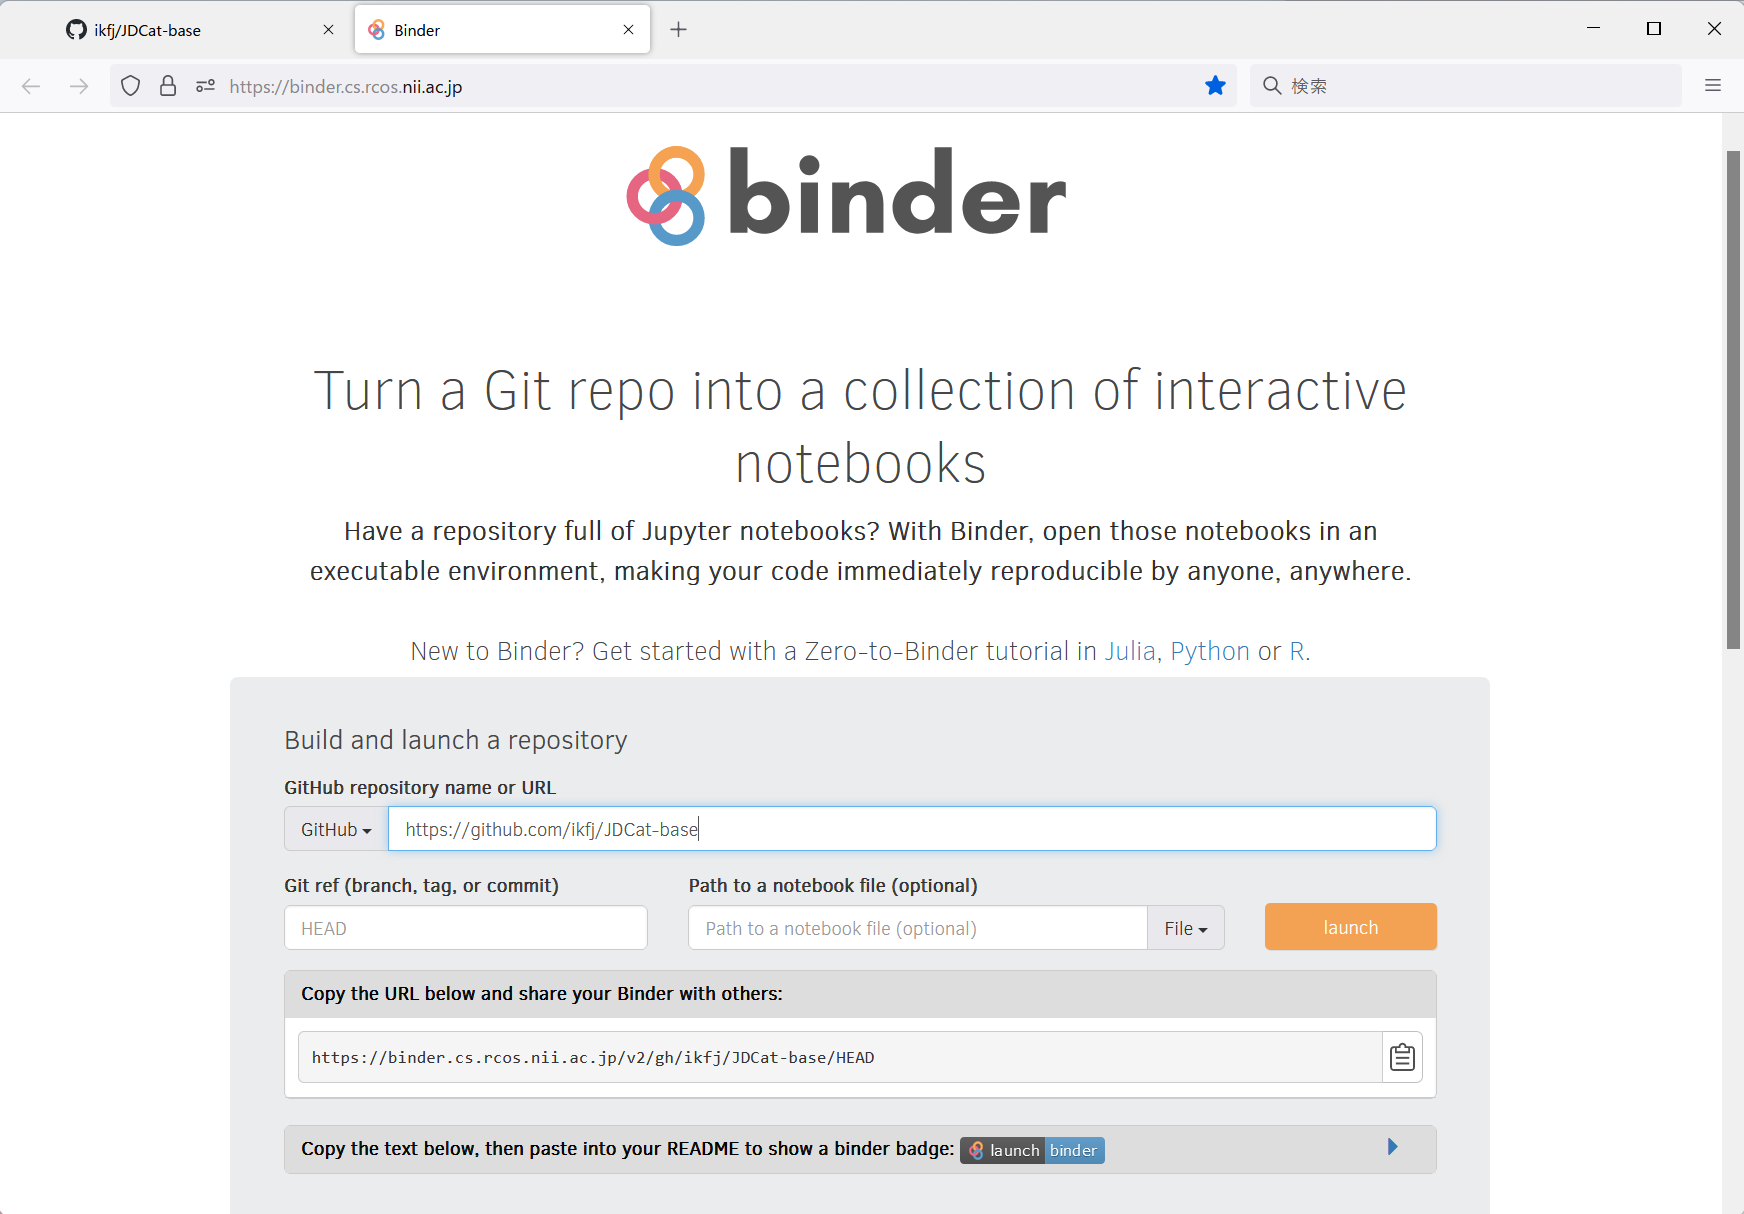 ikfj/JDCat-base
Binder
https://binder.cs.rcos.nii.ac.jp
検索
binder
Turn a Git repo into a collection of interactive
notebooks
Have a repository full of Jupyter notebooks? With Binder, open those notebooks in an
executable environment, making your code immediately reproducible by anyone, anywhere.
New to Binder? Get started with a Zero-to-Binder tutorial in Julia, Python or R.
Build and launch a repository
GitHub repository name or URL
GitHub https://github.com/ikfj/JDCat-base
Git ref (branch, tag, or commit) Path to a notebook file (optional)
HEAD Path to a notebook file (optional) File launch
Copy the URL below and share your Binder with others:
https://binder.cs.rcos.nii.ac.jp/v2/gh/ikfj/JDCat-base/HEAD
Copy the text below, then paste into your README to show a binder badge: launch binder